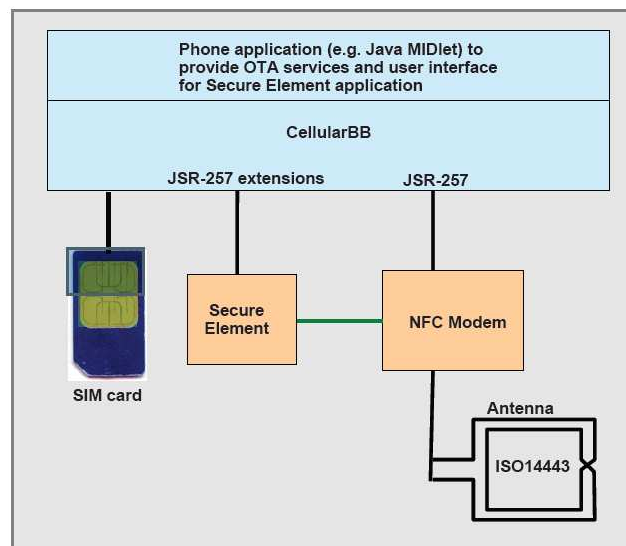 Phone application (e.g. Java MIDlet) to
provide OTA services and user interface
for Secure Element application
CellularBB
JSR-257 extensions
JSR-257
Secure
Element
NFC Modem
SIM card
Antenna
ISO14443